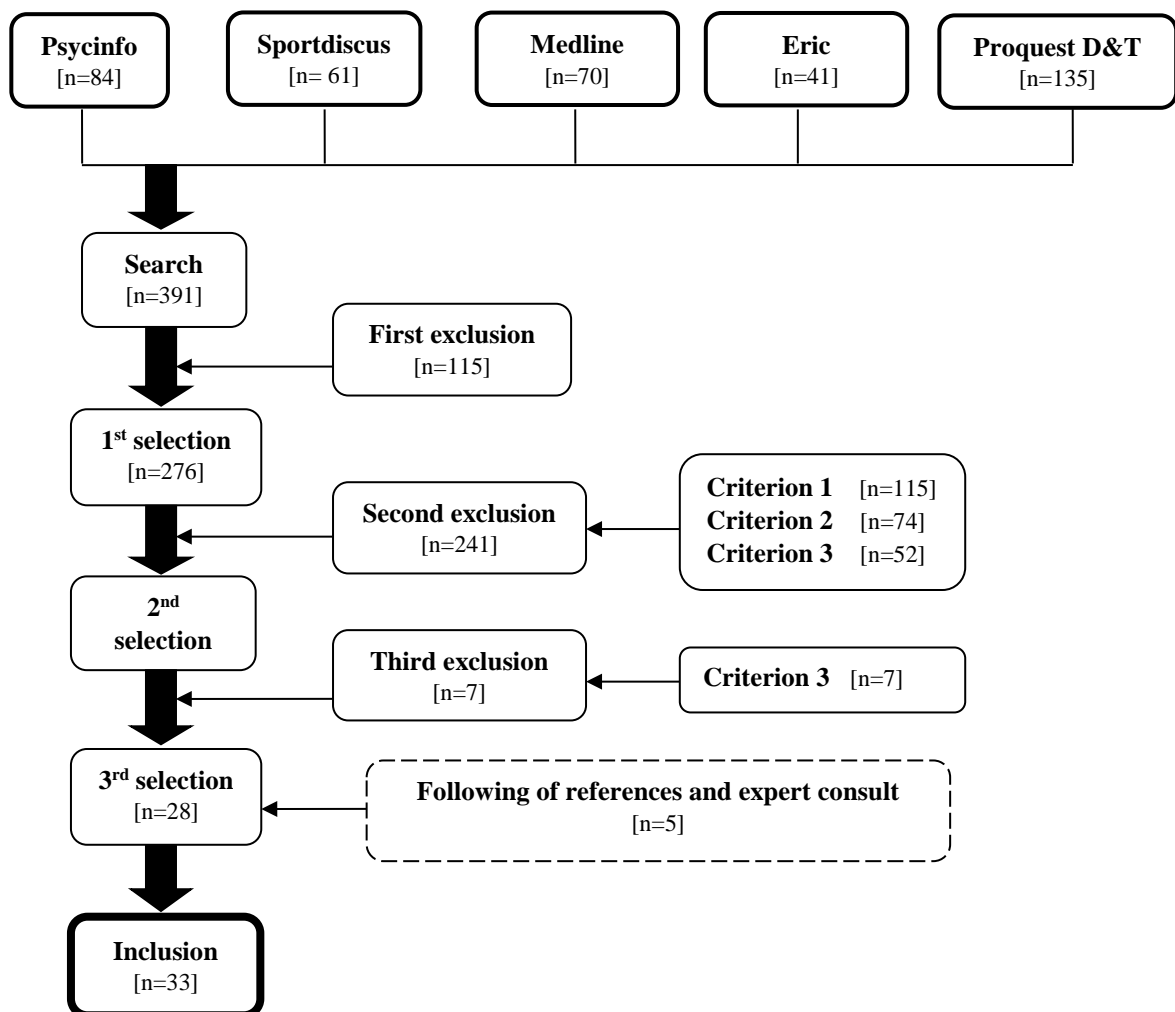 Psycinfo
[n=84]
Sportdiscus
[n= 61]
Medline
[n=70]
Eric
[n=41]
Proquest D&T
[n=135]
Search
[n=391]
First exclusion
[n=115]
1st selection
[n=276]
Second exclusion
[n=241]
Criterion 1 [n=115]
Criterion 2 [n=74]
Criterion 3 [n=52]
2nd
selection
Third exclusion
[n=7]
Criterion 3 [n=7]
3rd selection
[n=28]
Following of references and expert consult
[n=5]
Inclusion
[n=33]